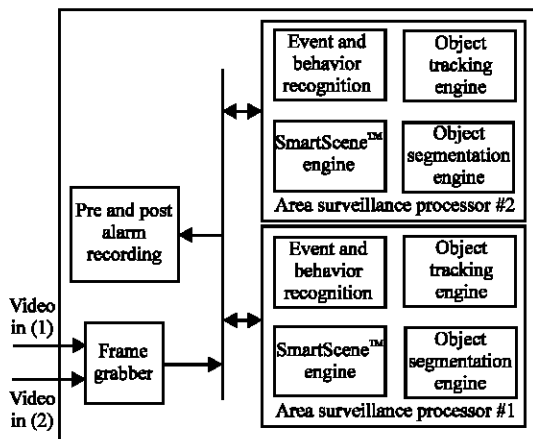 Event and
behavior
recognition
Object
tracking
engine
SmartScene™
engine
Object
segmentation
engine
Area surveillance processor #2
Pre and post
alarm
recording
Event and
behavior
recognition
Object
tracking
engine
SmartScene™
engine
Object
segmentation
engine
Area surveillance processor #1
Video
in (1)
Frame
grabber
Video
in (2)